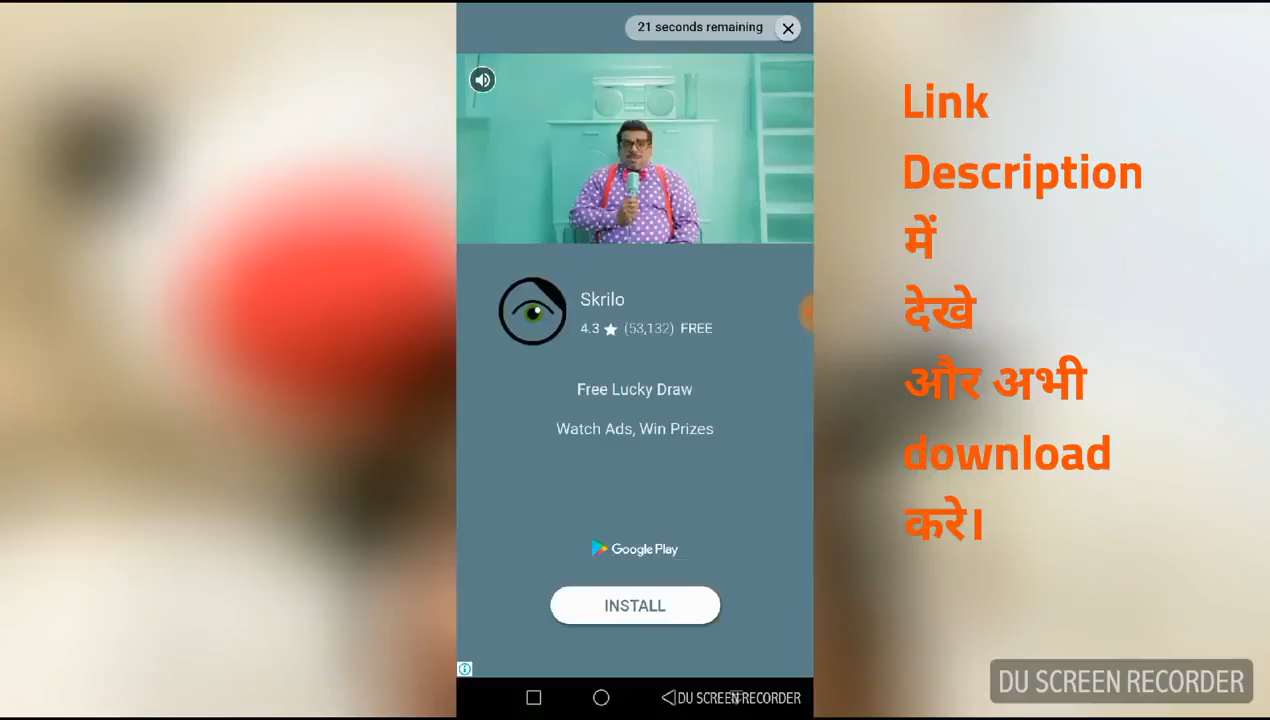 21 seconds remaining
Skrilo
4.3 ★ (53,132) FREE
Free Lucky Draw
Watch Ads, Win Prizes
Google Play
INSTALL
DU SCREEN RECORDER
Link
Description
में
देखे
और अभी
download
करे।
DU SCREEN RECORDER